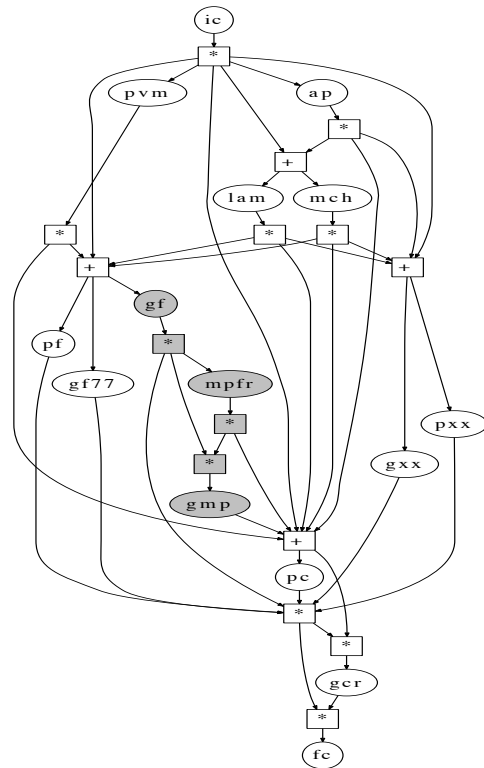 ic
*
pvm
ap
*
+
lam
mch
*
*
*
+
+
gf
pf
*
gf77
mpfr
*
pxx
*
gxx
gmp
+
pc
*
*
gcr
*
fc